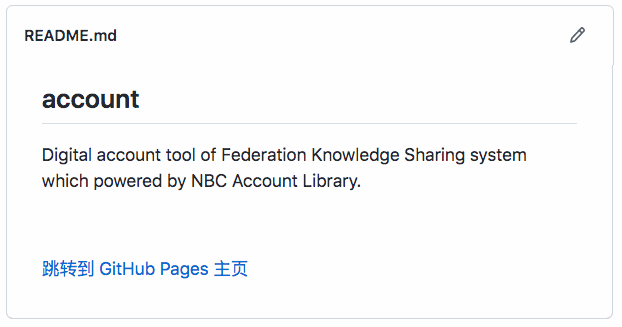 README.md
account
Digital account tool of Federation Knowledge Sharing system
which powered by NBC Account Library.
跳转到 GitHub Pages 主页